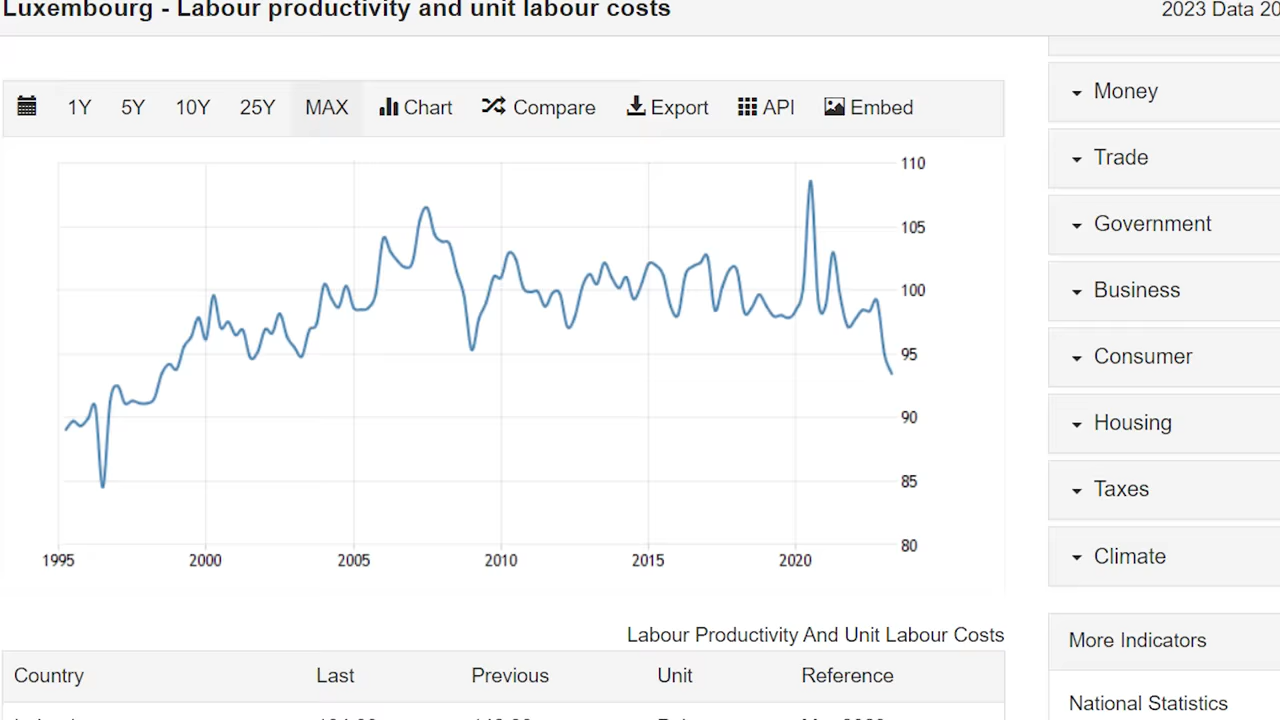 Luxembourg - Labour productivity and unit labour costs
2023 Data
1Y 5Y 10Y 25Y MAX Chart Compare Export API Embed
110
105
100
95
90
85
80
1995 2000 2005 2010 2015 2020
Labour Productivity And Unit Labour Costs
Country Last Previous Unit Reference
Money
Trade
Government
Business
Consumer
Housing
Taxes
Climate
More Indicators
National Statistics